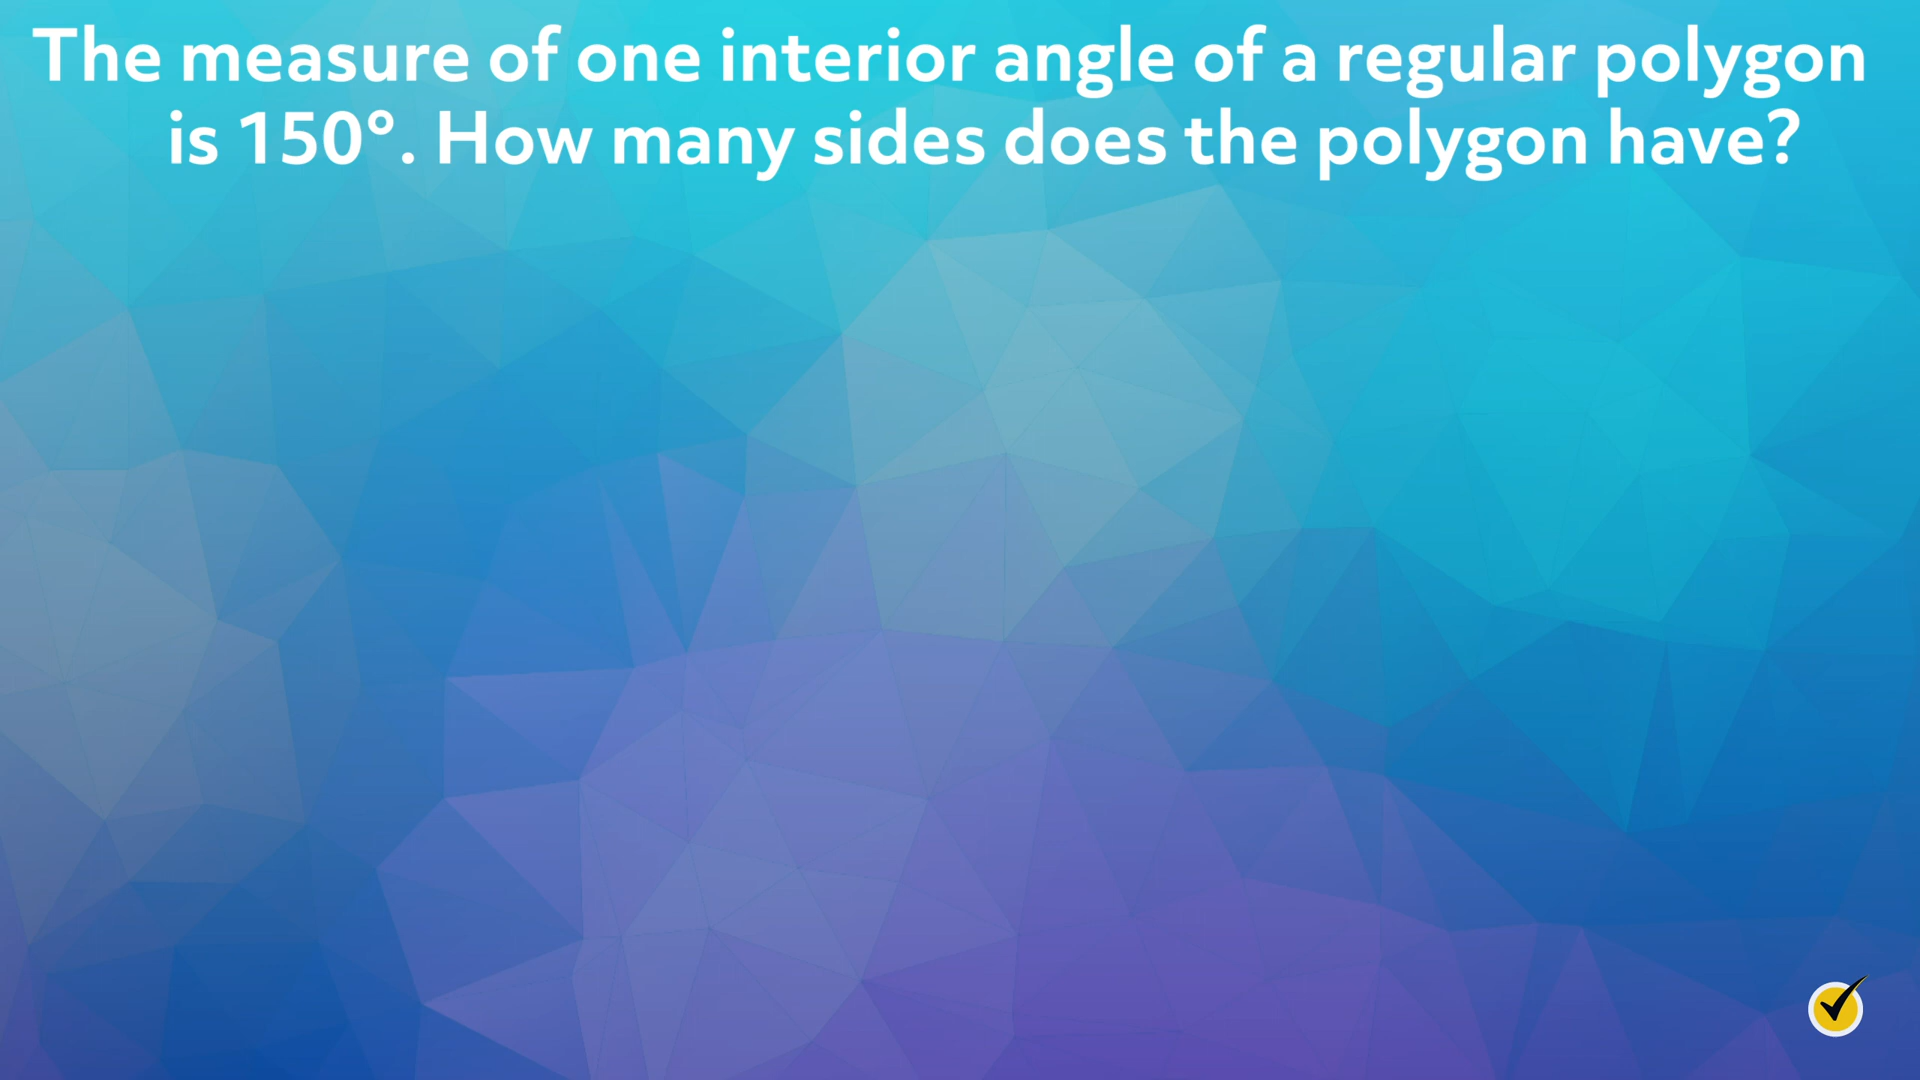 The measure of one interior angle of a regular polygon
is 150°. How many sides does the polygon have?